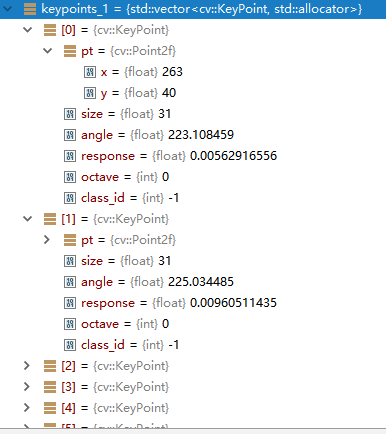 keypoints_1 = {std::vector<cv::KeyPoint, std::allocator>}
[0] = {cv::KeyPoint}
pt = {cv::Point2f}
x = {float} 263
y = {float} 40
size = {float} 31
angle = {float} 223.108459
response = {float} 0.00562916556
octave = {int} 0
class_id = {int} -1
[1] = {cv::KeyPoint}
pt = {cv::Point2f}
size = {float} 31
angle = {float} 225.034485
response = {float} 0.00960511435
octave = {int} 0
class_id = {int} -1
[2] = {cv::KeyPoint}
[3] = {cv::KeyPoint}
[4] = {cv::KeyPoint}